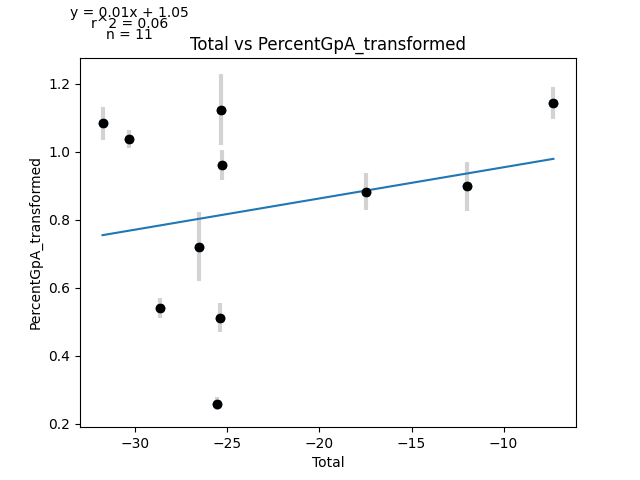 y = 0.01x + 1.05
r^2 = 0.06
n = 11
Total vs PercentGpA_transformed
PercentGpA_transformed
1.2
1.0
0.8
0.6
0.4
0.2
−30
−25
−20
−15
−10
Total